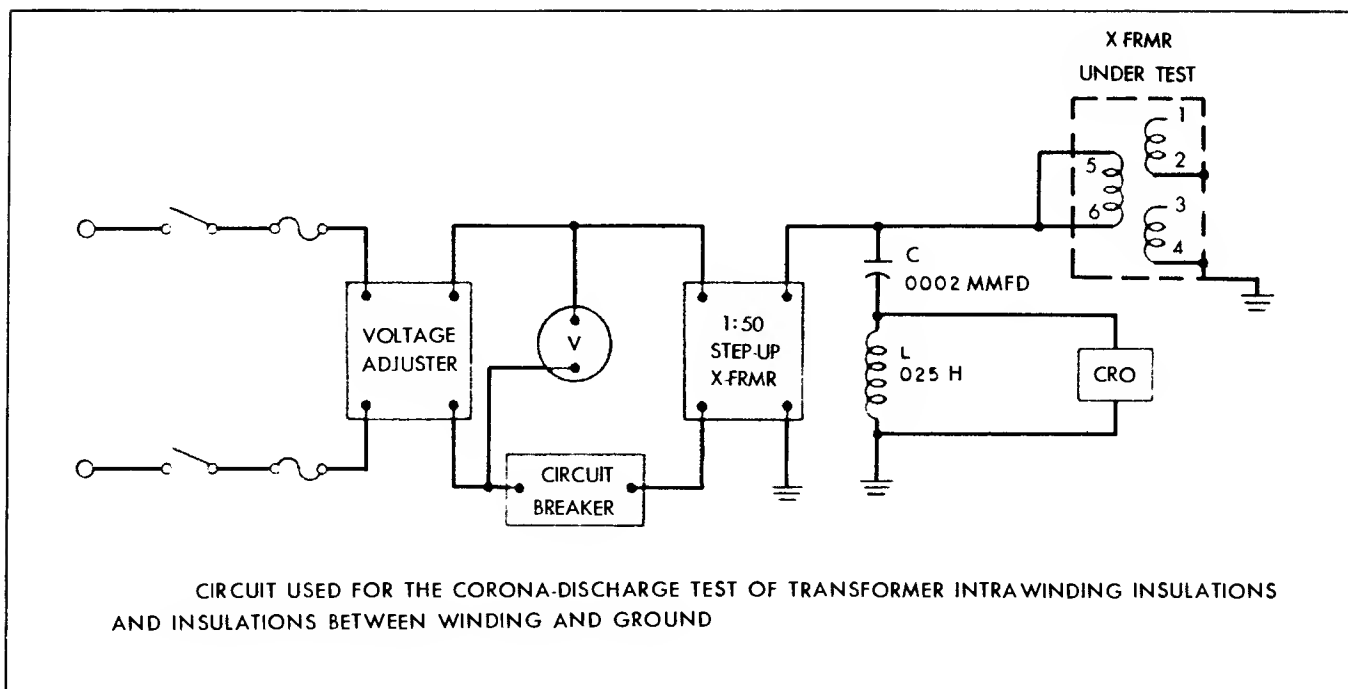 X FRMR
UNDER TEST
1
5
2
6
3
4
C
0002 MMFD
VOLTAGE
ADJUSTER
V
1:50
STEP-UP
X-FRMR
L
025 H
CRO
CIRCUIT
BREAKER
CIRCUIT USED FOR THE CORONA-DISCHARGE TEST OF TRANSFORMER INTRAWINDING INSULATIONS
AND INSULATIONS BETWEEN WINDING AND GROUND